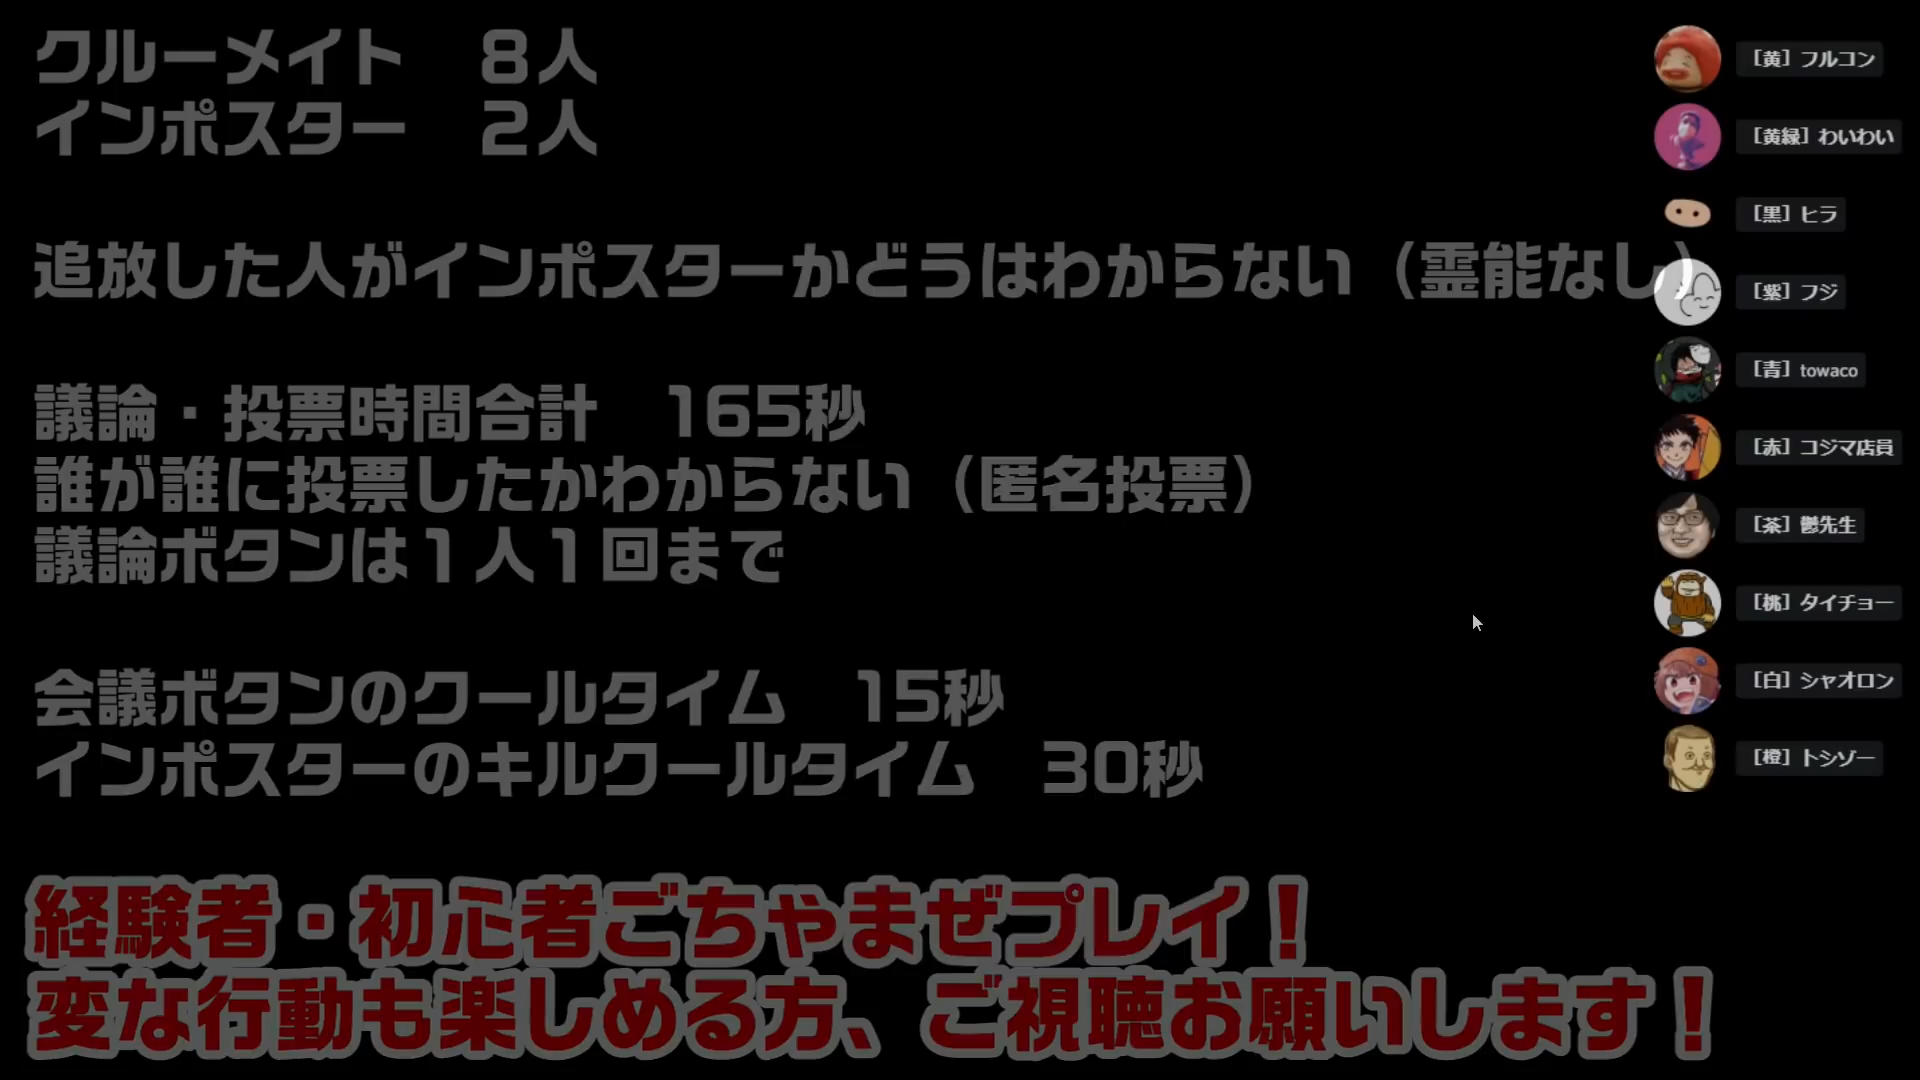 クルーメイト　8人
インポスター　2人
追放した人がインポスターかどうはわからない（霊能なし）
議論・投票時間合計　165秒
誰が誰に投票したかわからない（匿名投票）
議論ボタンは１人１回まで
会議ボタンのクールタイム　15秒
インポスターのキルクールタイム　30秒
経験者・初心者ごちゃまぜプレイ！
変な行動も楽しめる方、ご視聴お願いします！
［黄］フルコン
［黄緑］わいわい
［黒］ヒラ
［紫］フジ
［青］towaco
［赤］コジマ店員
［茶］鬱先生
［桃］タイチョー
［白］シャオロン
［橙］トシゾー